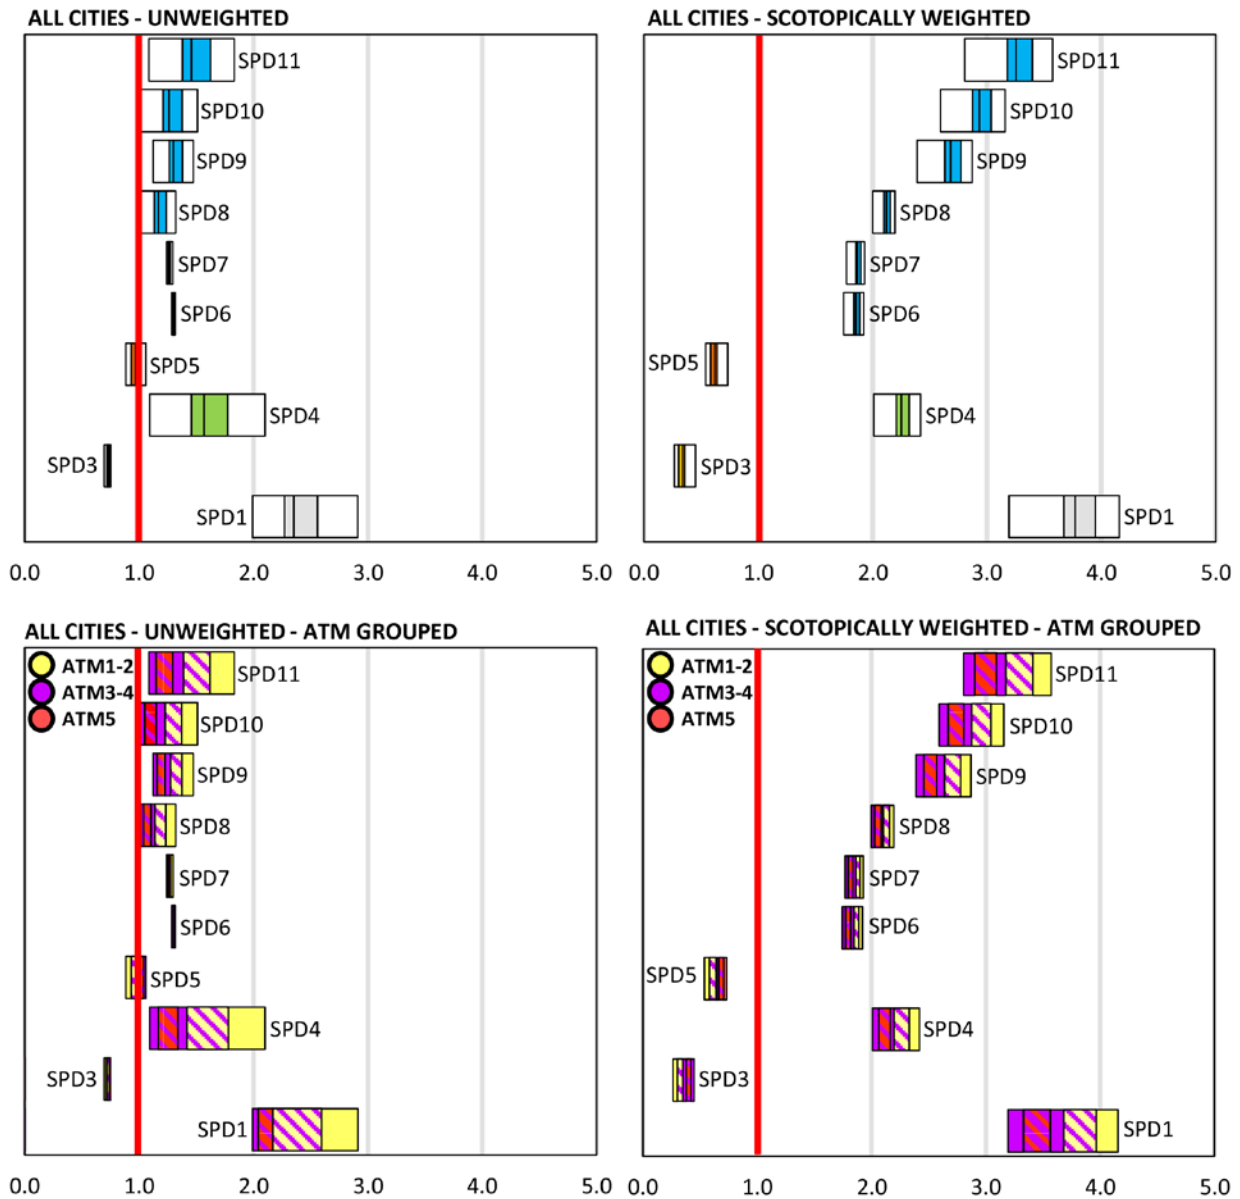 ALL CITIES - UNWEIGHTED
SPD11
SPD10
SPD9
SPD8
SPD7
SPD6
SPD5
SPD4
SPD3
SPD1
0.0 1.0 2.0 3.0 4.0 5.0
ALL CITIES - SCOTOPICALLY WEIGHTED
SPD11
SPD10
SPD9
SPD8
SPD7
SPD6
SPD5
SPD4
SPD3
SPD1
0.0 1.0 2.0 3.0 4.0 5.0
ALL CITIES - UNWEIGHTED - ATM GROUPED
ATM1-2
ATM3-4
ATM5
SPD11
SPD10
SPD9
SPD8
SPD7
SPD6
SPD5
SPD4
SPD3
SPD1
0.0 1.0 2.0 3.0 4.0 5.0
ALL CITIES - SCOTOPICALLY WEIGHTED - ATM GROUPED
ATM1-2
ATM3-4
ATM5
SPD11
SPD10
SPD9
SPD8
SPD7
SPD6
SPD5
SPD4
SPD3
SPD1
0.0 1.0 2.0 3.0 4.0 5.0